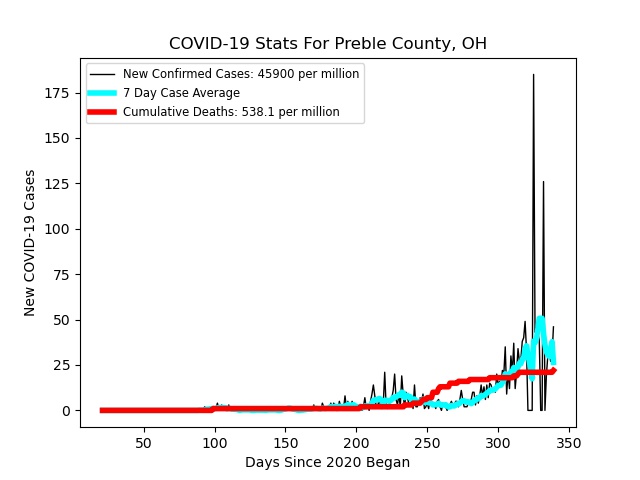 COVID-19 Stats For Preble County, OH
New Confirmed Cases: 45900 per million
7 Day Case Average
Cumulative Deaths: 538.1 per million
New COVID-19 Cases
175
150
125
100
75
50
25
0
50
100
150
200
250
300
350
Days Since 2020 Began